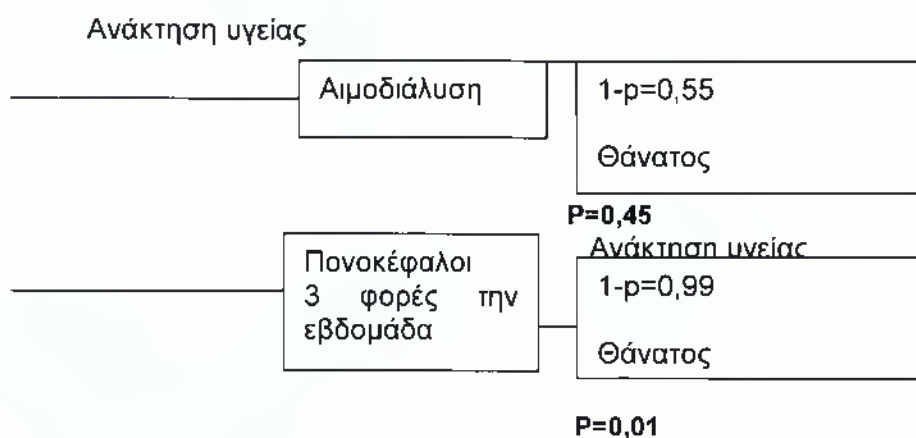 Ανάκτηση υγείας
Αιμοδιάλυση
1-p=0,55
Θάνατος
P=0,45
Πονοκέφαλοι
3 φορές την
εβδομάδα
Ανάκτηση υγείας
1-p=0,99
Θάνατος
P=0,01